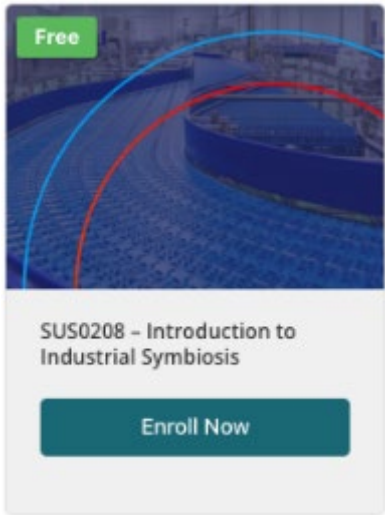 Free
SUS0208 – Introduction to
Industrial Symbiosis
Enroll Now